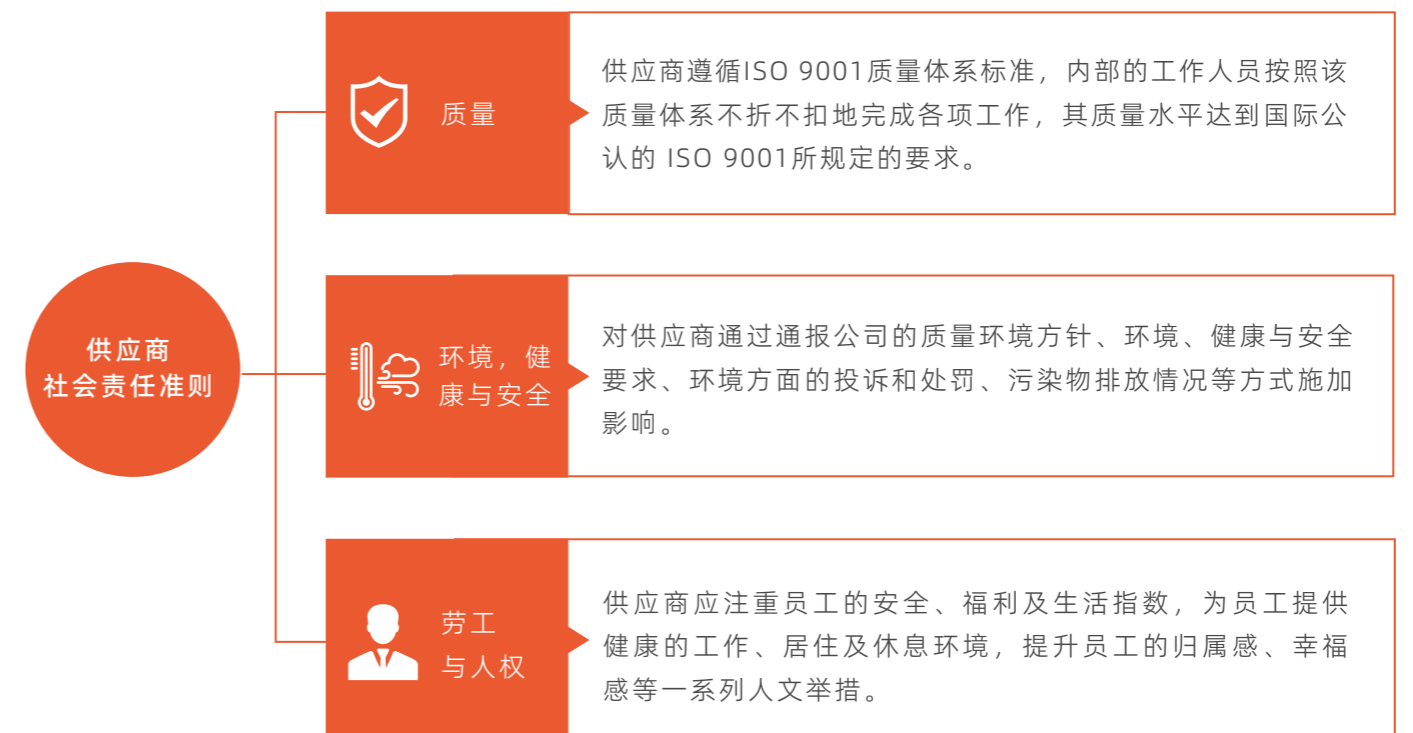 供应商
社会责任准则
质量
供应商遵循ISO 9001质量体系标准，内部的工作人员按照该
质量体系不折不扣地完成各项工作，其质量水平达到国际公
认的 ISO 9001所规定的要求。
环境，健
康与安全
对供应商通过通报公司的质量环境方针、环境、健康与安全
要求、环境方面的投诉和处罚、污染物排放情况等方式施加
影响。
劳工
与人权
供应商应注重员工的安全、福利及生活指数，为员工提供
健康的工作、居住及休息环境，提升员工的归属感、幸福
感等一系列人文举措。